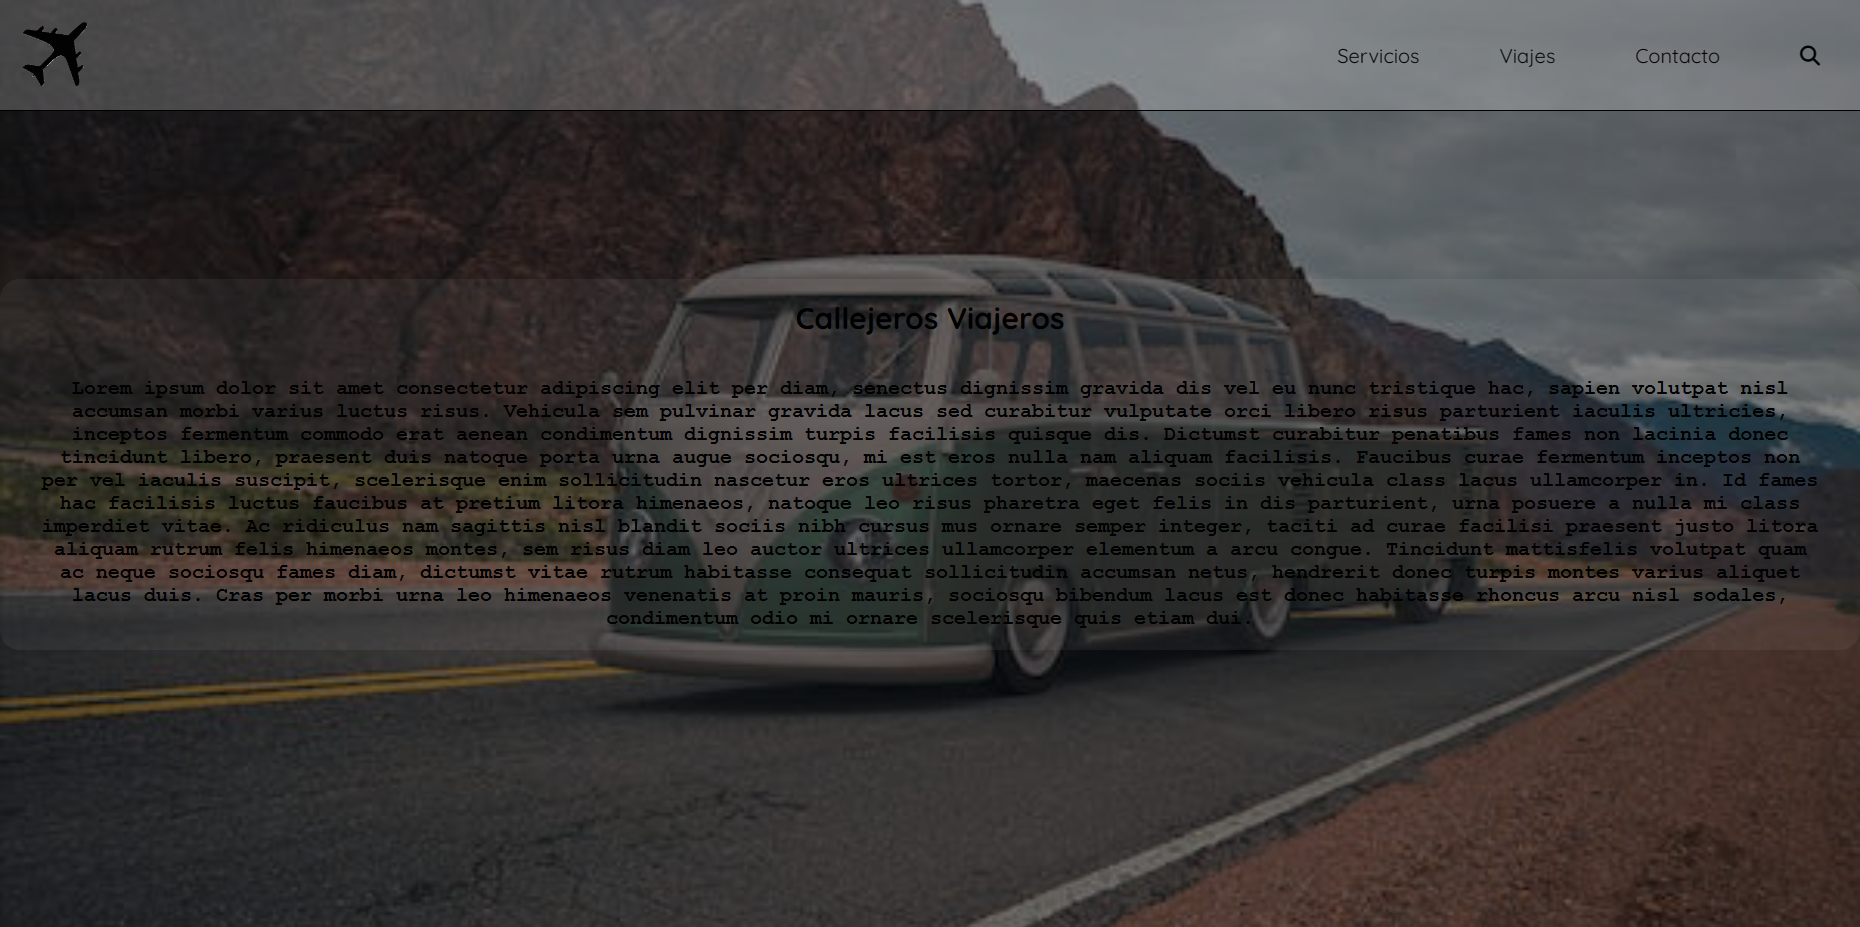 Servicios
Viajes
Contacto
Callejeros Viajeros
Lorem ipsum dolor sit amet consectetur adipiscing elit per diam, senectus dignissim gravida dis vel eu nunc tristique hac, sapien volutpat nisl
accumsan morbi varius luctus risus. Vehicula sem pulvinar gravida lacus sed curabitur vulputate orci libero risus parturient iaculis ultricies,
inceptos fermentum commodo erat aenean condimentum dignissim turpis facilisis quisque dis. Dictumst curabitur penatibus fames non lacinia donec
tincidunt libero, praesent duis natoque porta urna augue sociosqu, mi est eros nulla nam aliquam facilisis. Faucibus curae fermentum inceptos non
per vel iaculis suscipit, scelerisque enim sollicitudin nascetur eros ultrices tortor, maecenas sociis vehicula class lacus ullamcorper in. Id fames
hac facilisis luctus faucibus at pretium litora himenaeos, natoque leo risus pharetra eget felis in dis parturient, urna posuere a nulla mi class
imperdiet vitae. Ac ridiculus nam sagittis nisl blandit sociis nibh cursus mus ornare semper integer, taciti ad curae facilisi praesent justo litora
aliquam rutrum felis himenaeos montes, sem risus diam leo auctor ultrices ullamcorper elementum a arcu congue. Tincidunt mattisfelis volutpat quam
ac neque sociosqu fames diam, dictumst vitae rutrum habitasse consequat sollicitudin accumsan netus, hendrerit donec turpis montes varius aliquet
lacus duis. Cras per morbi urna leo himenaeos venenatis at proin mauris, sociosqu bibendum lacus est donec habitasse rhoncus arcu nisl sodales,
condimentum odio mi ornare scelerisque quis etiam dui.